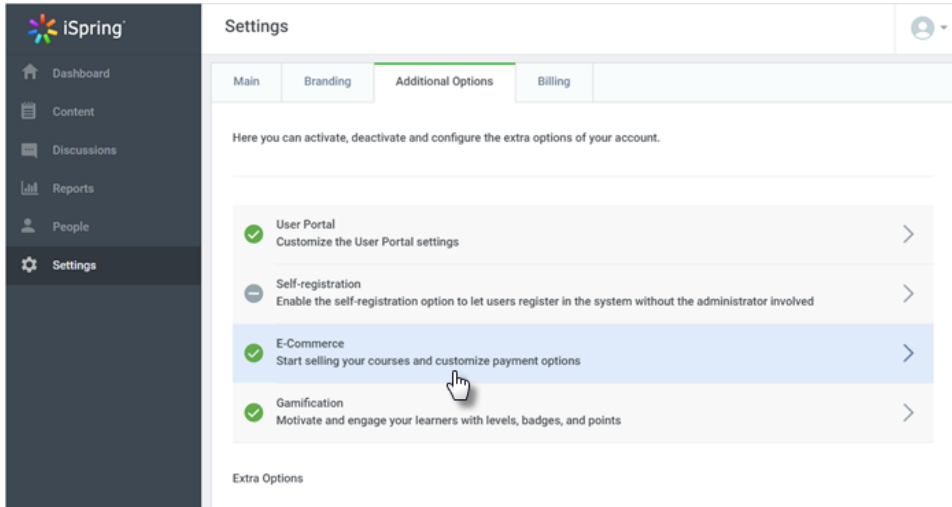 iSpring
Settings
Dashboard
Content
Discussions
Reports
People
Settings
Main
Branding
Additional Options
Billing
Here you can activate, deactivate and configure the extra options of your account.
User Portal
Customize the User Portal settings
Self-registration
Enable the self-registration option to let users register in the system without the administrator involved
E-Commerce
Start selling your courses and customize payment options
Gamification
Motivate and engage your learners with levels, badges, and points
Extra Options